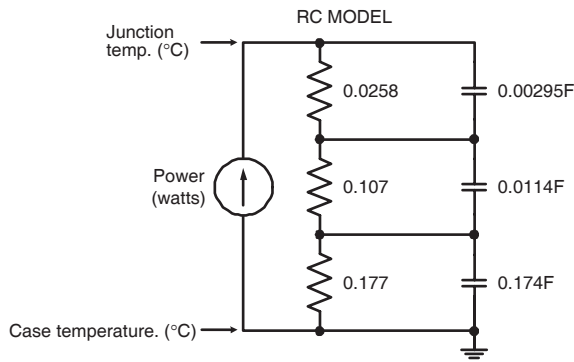 RC MODEL
Junction
temp. (°C)
0.0258
0.00295F
Power
(watts)
0.107
0.0114F
0.177
0.174F
Case temperature. (°C)